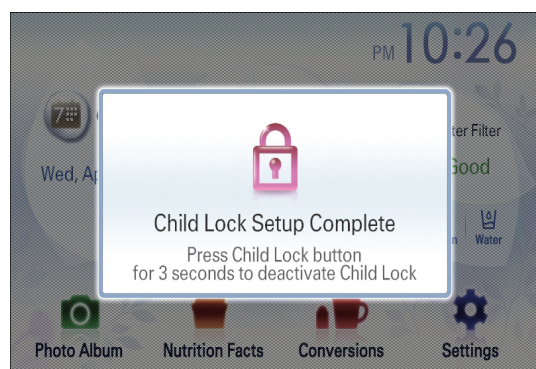 PM 10:26
7
Wed, Ap
ter Filter
Good
Water
Child Lock Setup Complete
Press Child Lock button
for 3 seconds to deactivate Child Lock
Photo Album Nutrition Facts Conversions Settings